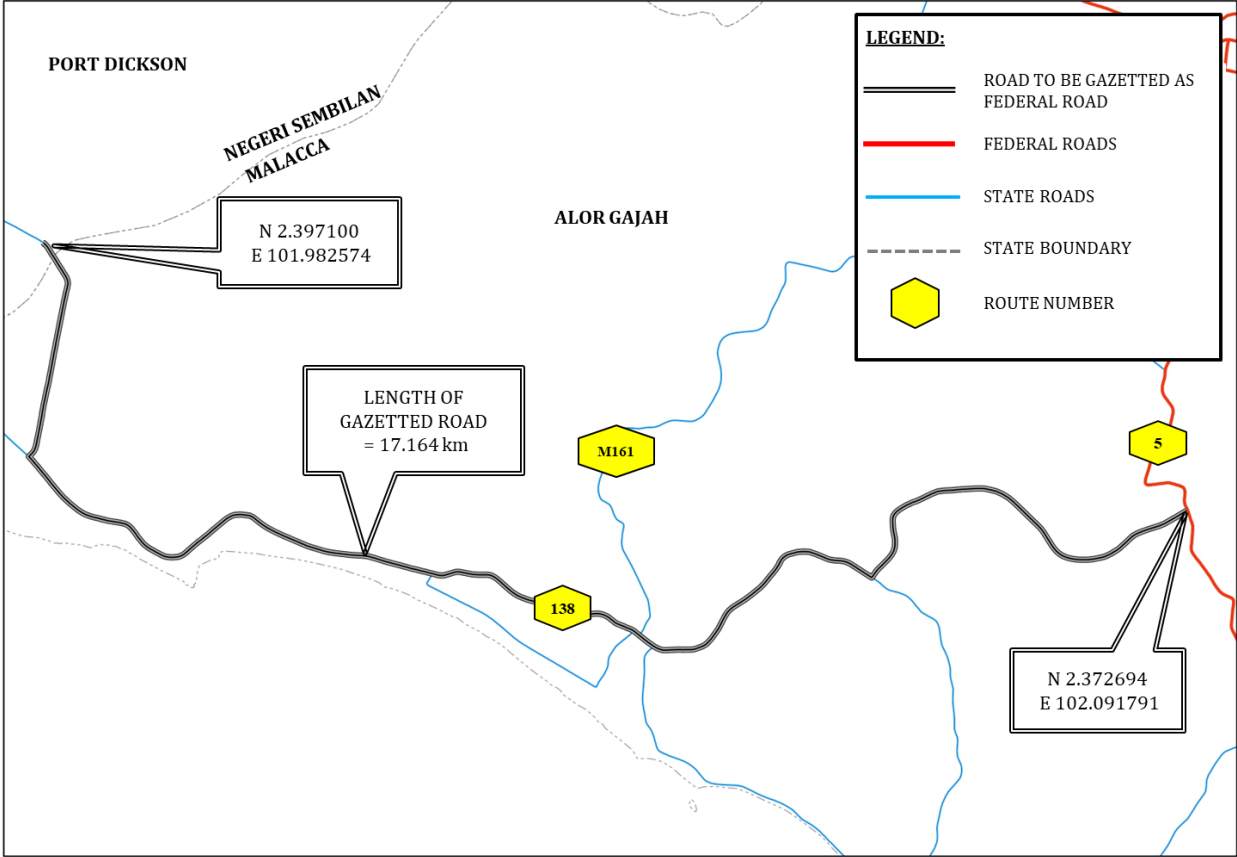 PORT DICKSON
NEGERI SEMBILAN
MALACCA
N 2.397100
E 101.982574
ALOR GAJAH
LEGEND:
ROAD TO BE GAZETTED AS
FEDERAL ROAD
FEDERAL ROADS
STATE ROADS
STATE BOUNDARY
ROUTE NUMBER
LENGTH OF
GAZETTED ROAD
= 17.164 km
M161
5
138
N 2.372694
E 102.091791